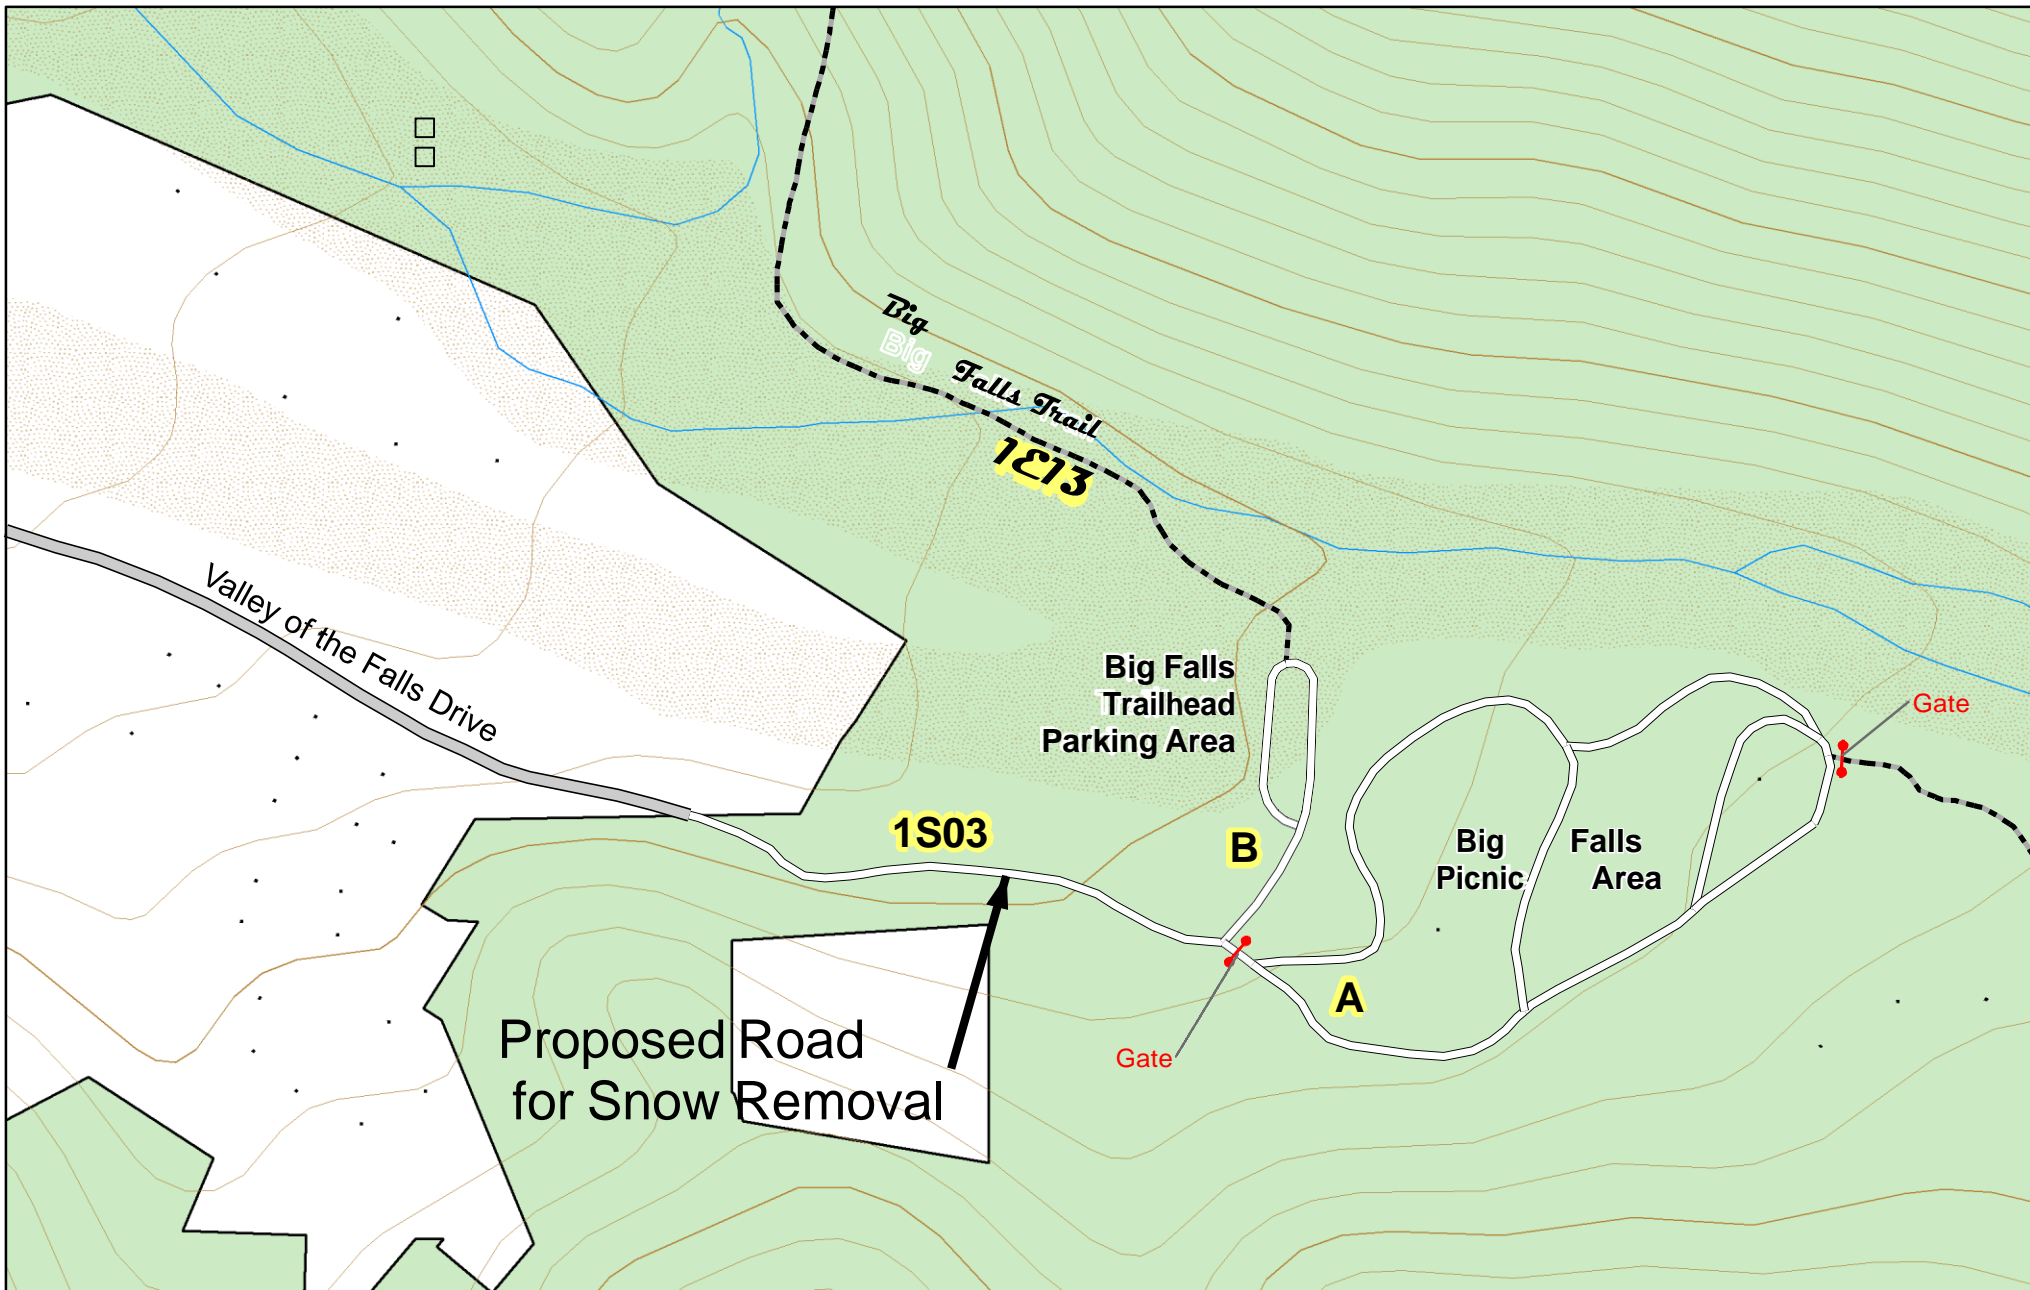 Big
Big
Falls Trail
1E13
Valley of the Falls Drive
Big Falls
Trailhead
Parking Area
Gate
1S03
B
Big Falls
Picnic Area
A
Proposed Road
for Snow Removal
Gate